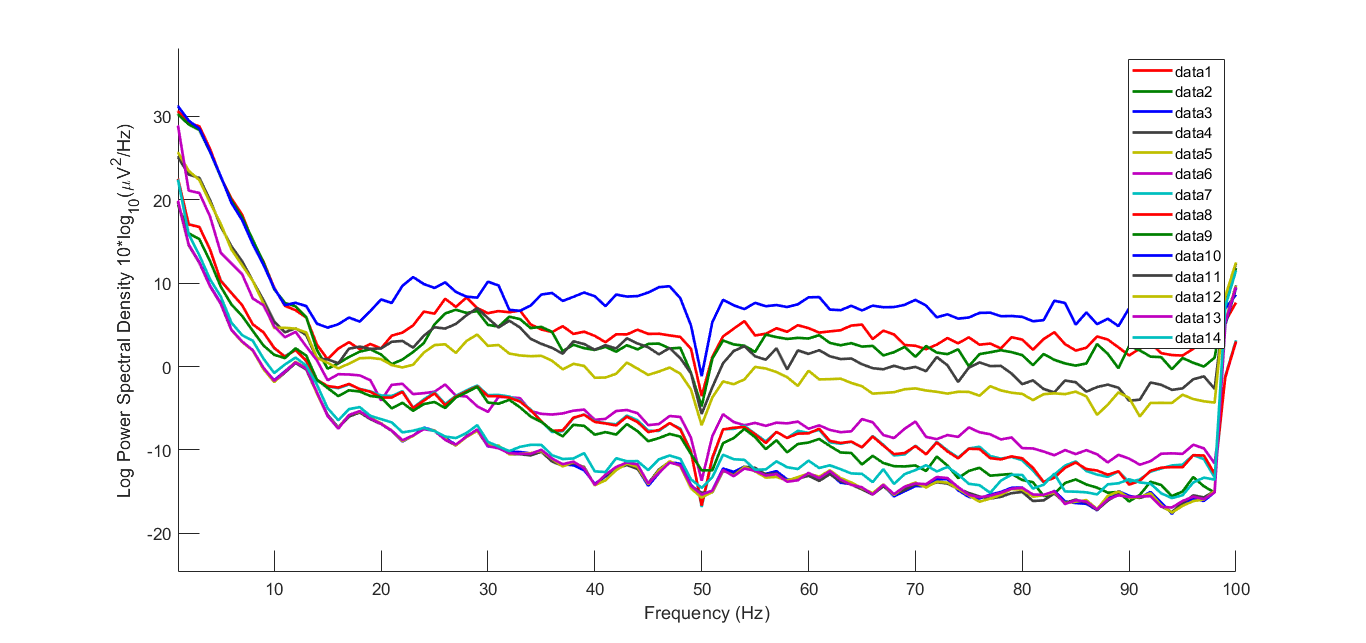 Log Power Spectral Density 10*log10(μV2/Hz)
30
20
10
0
-10
-20
10 20 30 40 50 60 70 80 90 100
Frequency (Hz)
data1
data2
data3
data4
data5
data6
data7
data8
data9
data10
data11
data12
data13
data14